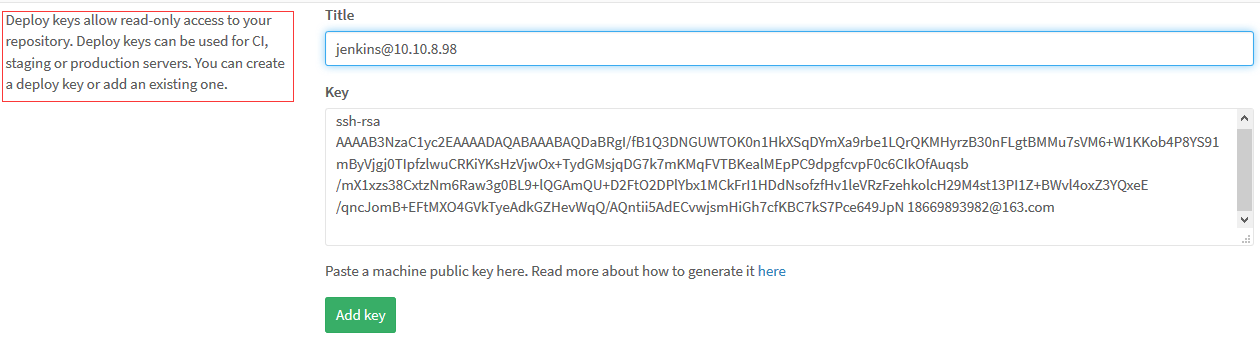 Deploy keys allow read-only access to your
repository. Deploy keys can be used for CI,
staging or production servers. You can create
a deploy key or add an existing one.
Title
jenkins@10.10.8.98
Key
ssh-rsa
AAAAB3NzaC1yc2EAAAADAQABAAABAQDaBRgI/fB1Q3DNGUWTOK0n1HkXSqDYmXa9rbe1LQrQKMHyrzB30nFLgtBMMu7sVM6+W1KKob4P8YS91
mByVjgj0TIpfzlwuCRKiYKsHzVjwOx+TydGMsjqDG7k7mKMqFVTBKealMEpPC9dpgfcvpF0c6CIkOfAuqsb
/mX1xzs38CxtzNm6Raw3g0BL9+lQGAmQU+D2FtO2DPlYbx1MCkFrI1HDdNsofzfHv1leVRzFzehkolcH29M4st13PI1Z+BWvl4oxZ3YQxeE
/qncJomB+EFtMXO4GVkTyeAdkGZHevWqQ/AQntii5AdECvwjsmHiGh7cfKBC7kS7Pce649JpN 18669893982@163.com
Paste a machine public key here. Read more about how to generate it here
Add key